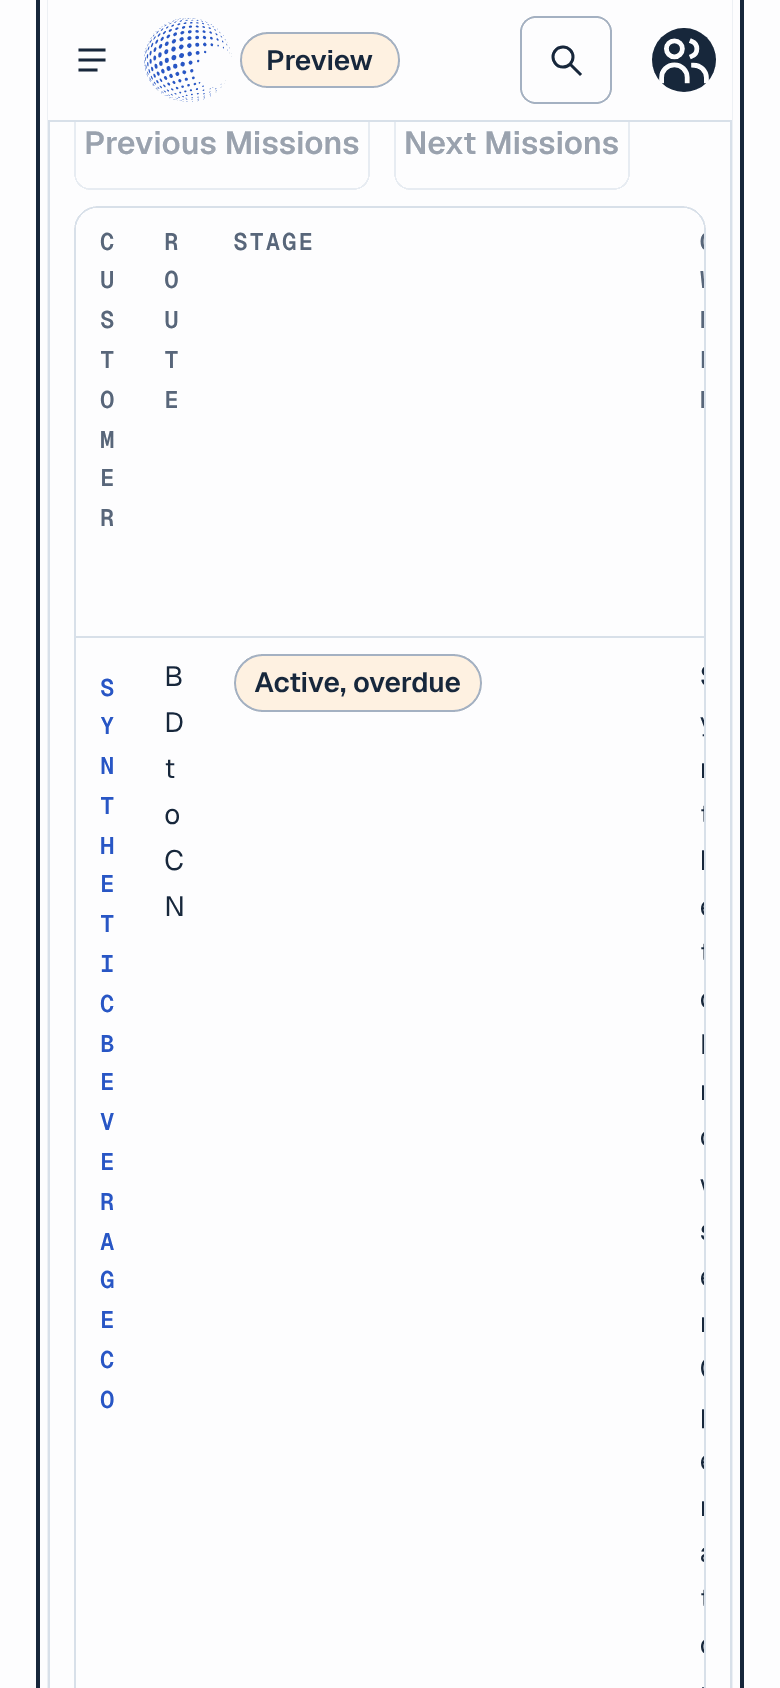 Preview
Previous Missions
Next Missions
CUSTOMER
ROUTE
STAGE
SYNTHETICBEVERAGECO
BDtoCN
Active, overdue